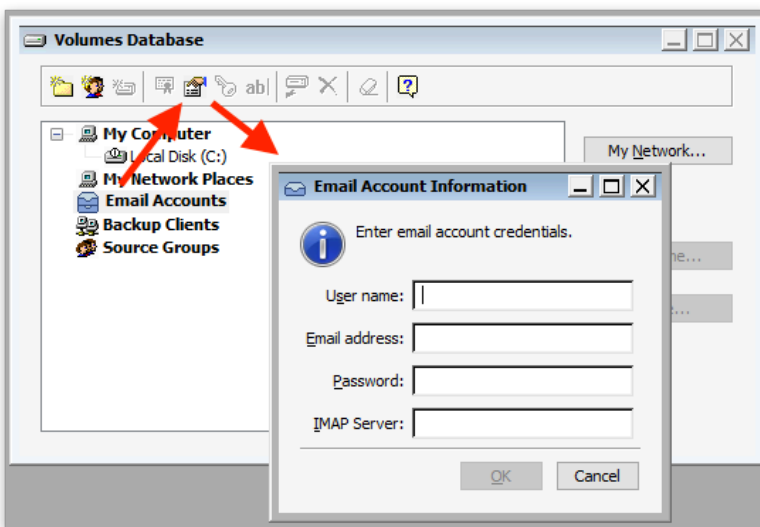 Volumes Database
ab|
My Computer
Local Disk (C:)
My Network...
My Network Places
Email Account Information
Email Accounts
Backup Clients
Enter email account credentials.
Source Groups
User name:
Email address:
Password:
IMAP Server:
OK
Cancel